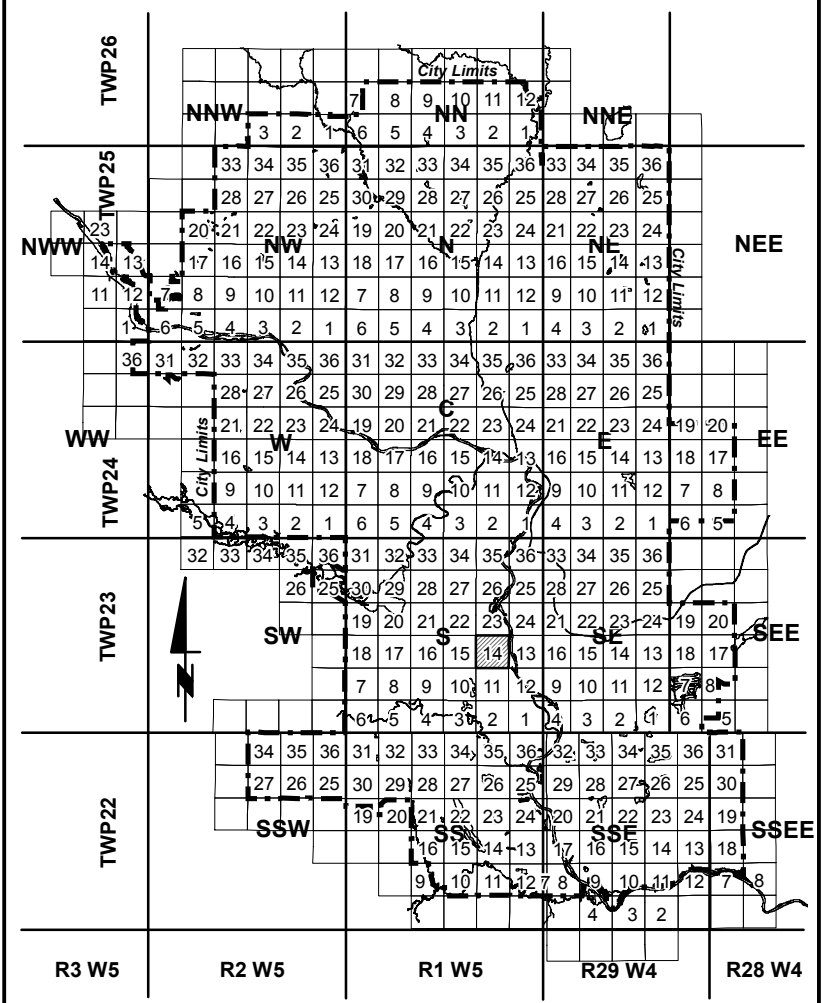 City Limits
TWP26
7 8 9 10 11 12
NNW NN NNE
3 2 1 6 5 4 3 2 1
TWP25
33 34 35 36 31 32 33 34 35 36 33 34 35 36
28 27 26 25 30 29 28 27 26 25 28 27 26 25
23 20 21 22 23 24 19 20 21 22 23 24 21 22 23 24
NWW NW N NE NEE
14 13 17 16 15 14 13 18 17 16 15 14 13 16 15 14 13
City Limits
11 12 7 8 9 10 11 12 7 8 9 10 11 12 9 10 11 12
1 6 5 4 3 2 1 6 5 4 3 2 1 4 3 2 1
36 31 32 33 34 35 36 31 32 33 34 35 36 33 34 35 36
28 27 26 25 30 29 28 27 26 25 28 27 26 25
C
21 22 23 24 19 20 21 22 23 24 21 22 23 24 19 20
WW W E EE
16 15 14 13 18 17 16 15 14 13 16 15 14 13 18 17
City Limits
TWP24
9 10 11 12 7 8 9 10 11 12 9 10 11 12 7 8
5 4 3 2 1 6 5 4 3 2 1 4 3 2 1 6 5
32 33 34 35 36 31 32 33 34 35 36 33 34 35 36
26 25 30 29 28 27 26 25 28 27 26 25
TWP23
19 20 21 22 23 24 21 22 23 24 19 20
SW S SE SEE
18 17 16 15 14 13 16 15 14 13 18 17
N
7 8 9 10 11 12 9 10 11 12 7 8
6 5 4 3 2 1 4 3 2 1 6 5
34 35 36 31 32 33 34 35 36 32 33 34 35 36 31
27 26 25 30 29 28 27 26 25 29 28 27 26 25 30
TWP22
19 20 21 22 23 24 20 21 22 23 24 19
SSW SS SSE SSEE
16 15 14 13 17 16 15 14 13 18
9 10 11 12 7 8 9 10 11 12 7 8
4 3 2
R3 W5 R2 W5 R1 W5 R29 W4 R28 W4